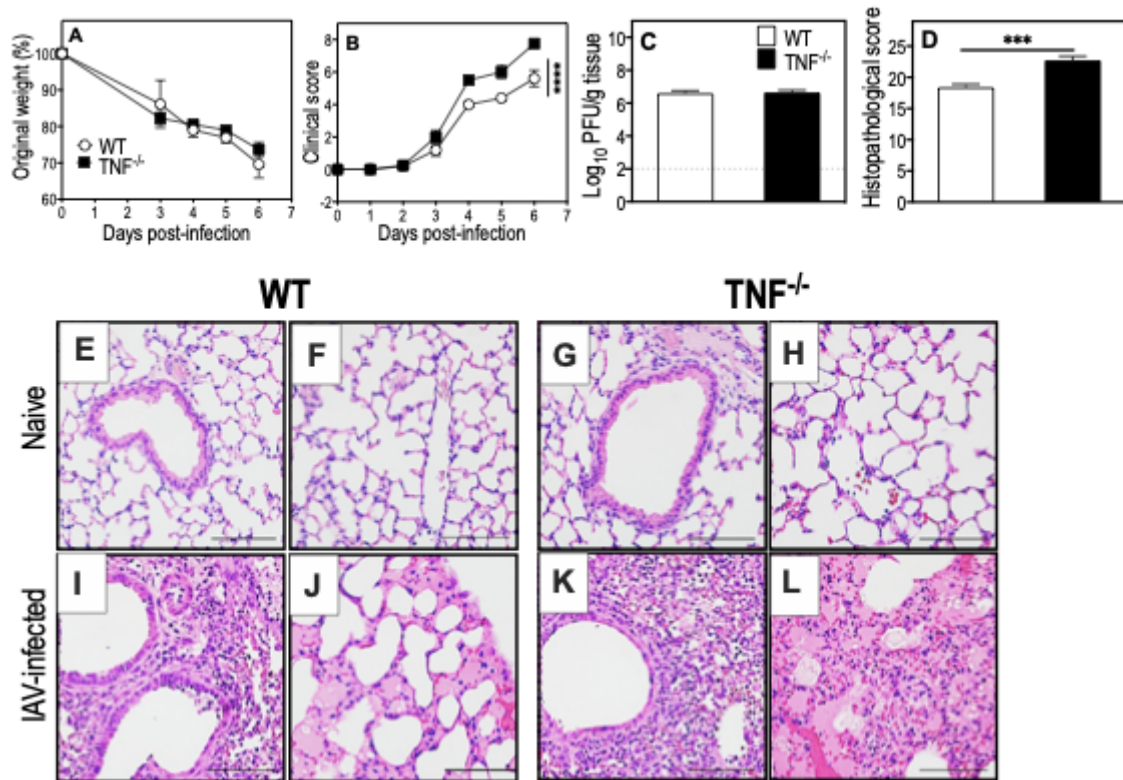 A
Original weight (%)
100
90
80
70
60
WT
TNF-/-
0 1 2 3 4 5 6 7
Days post-infection
B
Clinical score
8
6
4
2
0
-2
****
0 1 2 3 4 5 6 7
Days post-infection
C
Log10 PFU/g tissue
10
8
6
4
2
0
WT
TNF-/-
D
Histopathological score
25
20
15
10
5
0
***
WT
TNF-/-
Naive
E
F
G
H
IAV-infected
I
J
K
L